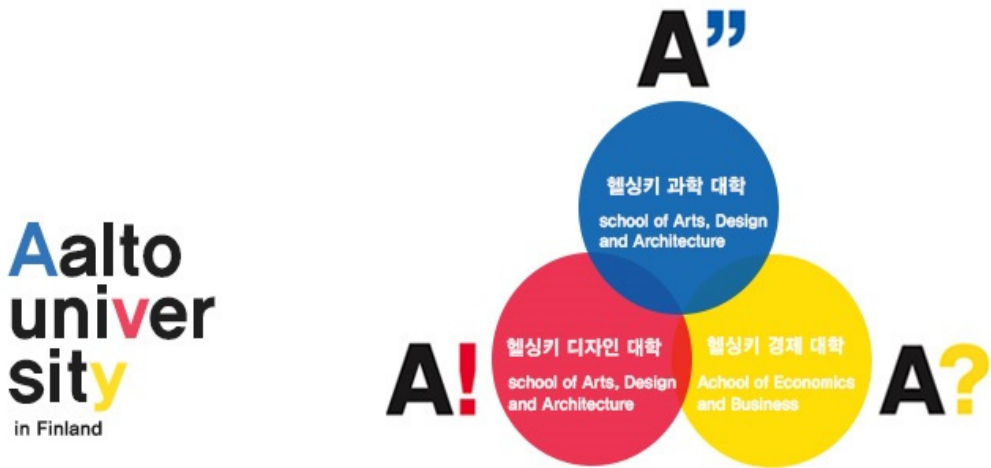 Aalto
univer
sity
in Finland
A”
헬싱키 과학 대학
school of Arts, Design
and Architecture
A!
헬싱키 디자인 대학
school of Arts, Design
and Architecture
헬싱키 경제 대학
Achool of Economics
and Business
A?